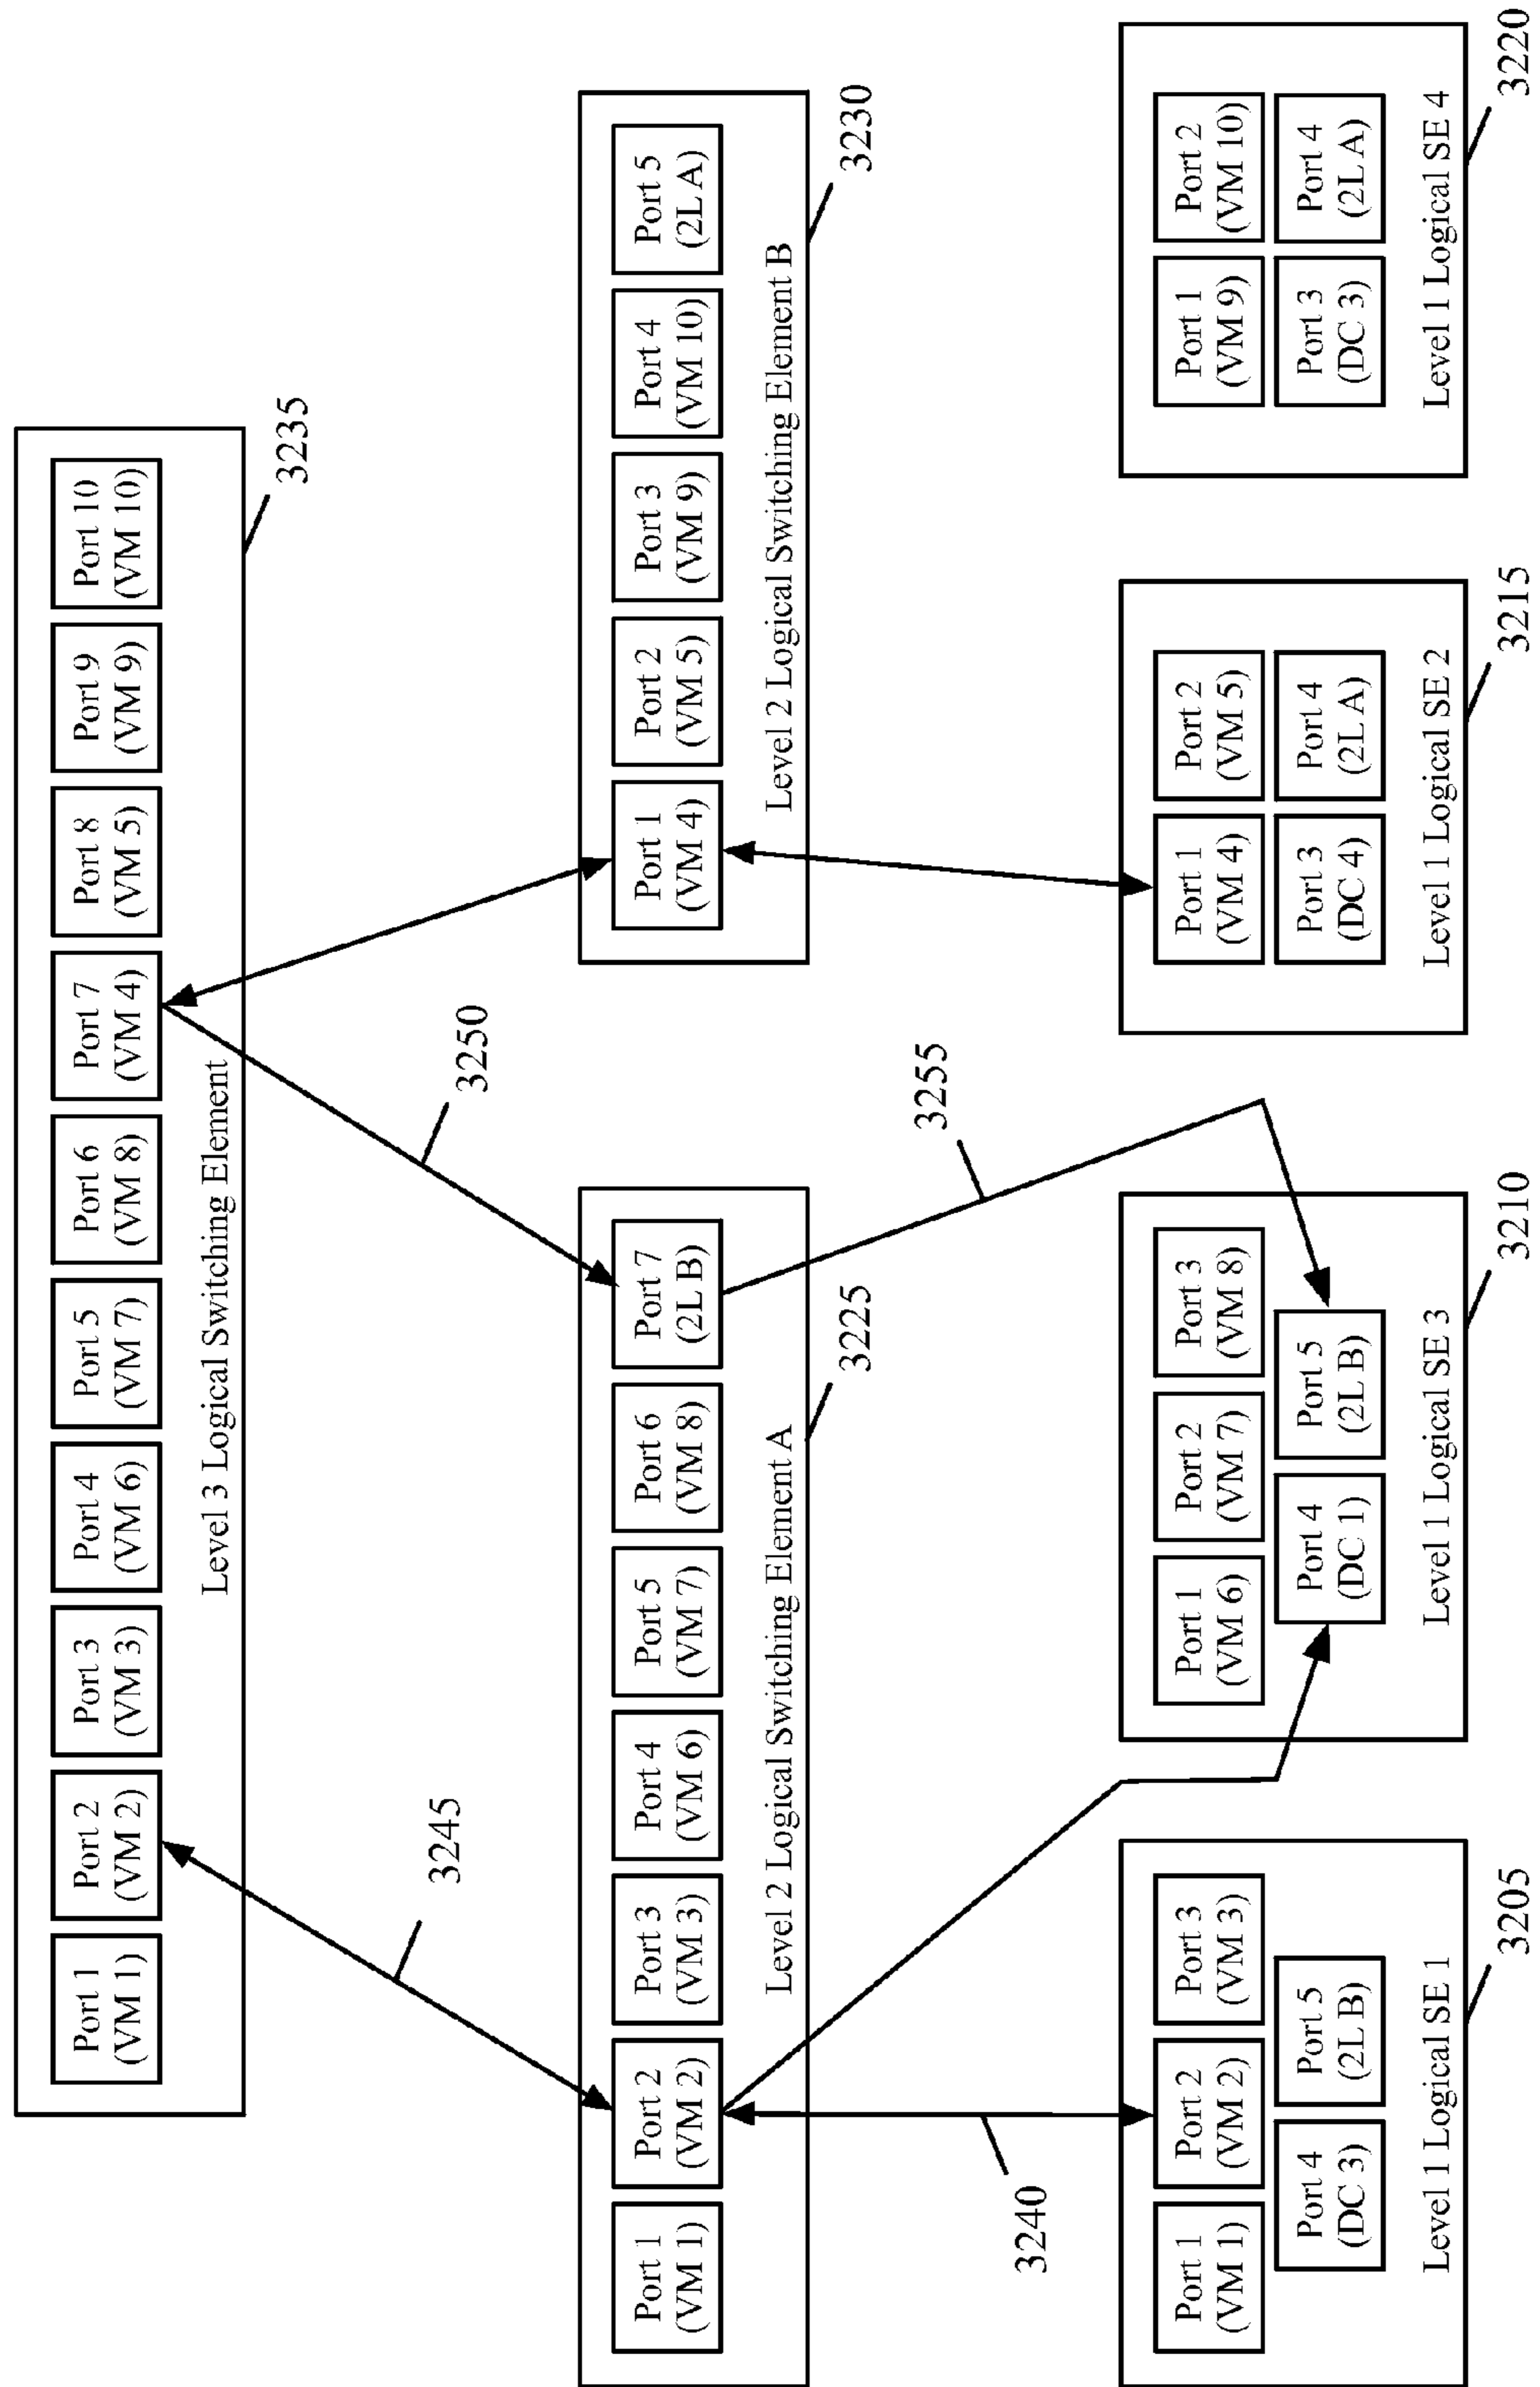 Port 1
(VM 1)
Port 2
(VM 2)
Port 3
(VM 3)
Port 4
(VM 6)
Port 5
(VM 7)
Port 6
(VM 8)
Port 7
(VM 4)
Port 8
(VM 5)
Port 9
(VM 9)
Port 10
(VM 10)
Level 3 Logical Switching Element
3235
3245
3250
Port 1
(VM 1)
Port 2
(VM 2)
Port 3
(VM 3)
Port 4
(VM 6)
Port 5
(VM 7)
Port 6
(VM 8)
Port 7
(2L B)
Level 2 Logical Switching Element A
3225
Port 1
(VM 4)
Port 2
(VM 5)
Port 3
(VM 9)
Port 4
(VM 10)
Port 5
(2L A)
Level 2 Logical Switching Element B
3230
3240
3255
Port 1
(VM 1)
Port 2
(VM 2)
Port 3
(VM 3)
Port 4
(DC 3)
Port 5
(2L B)
Level 1 Logical SE 1
3205
Port 1
(VM 6)
Port 2
(VM 7)
Port 3
(VM 8)
Port 4
(DC 1)
Port 5
(2L B)
Level 1 Logical SE 3
3210
Port 1
(VM 4)
Port 2
(VM 5)
Port 3
(DC 4)
Port 4
(2L A)
Level 1 Logical SE 2
3215
Port 1
(VM 9)
Port 2
(VM 10)
Port 3
(DC 3)
Port 4
(2L A)
Level 1 Logical SE 4
3220